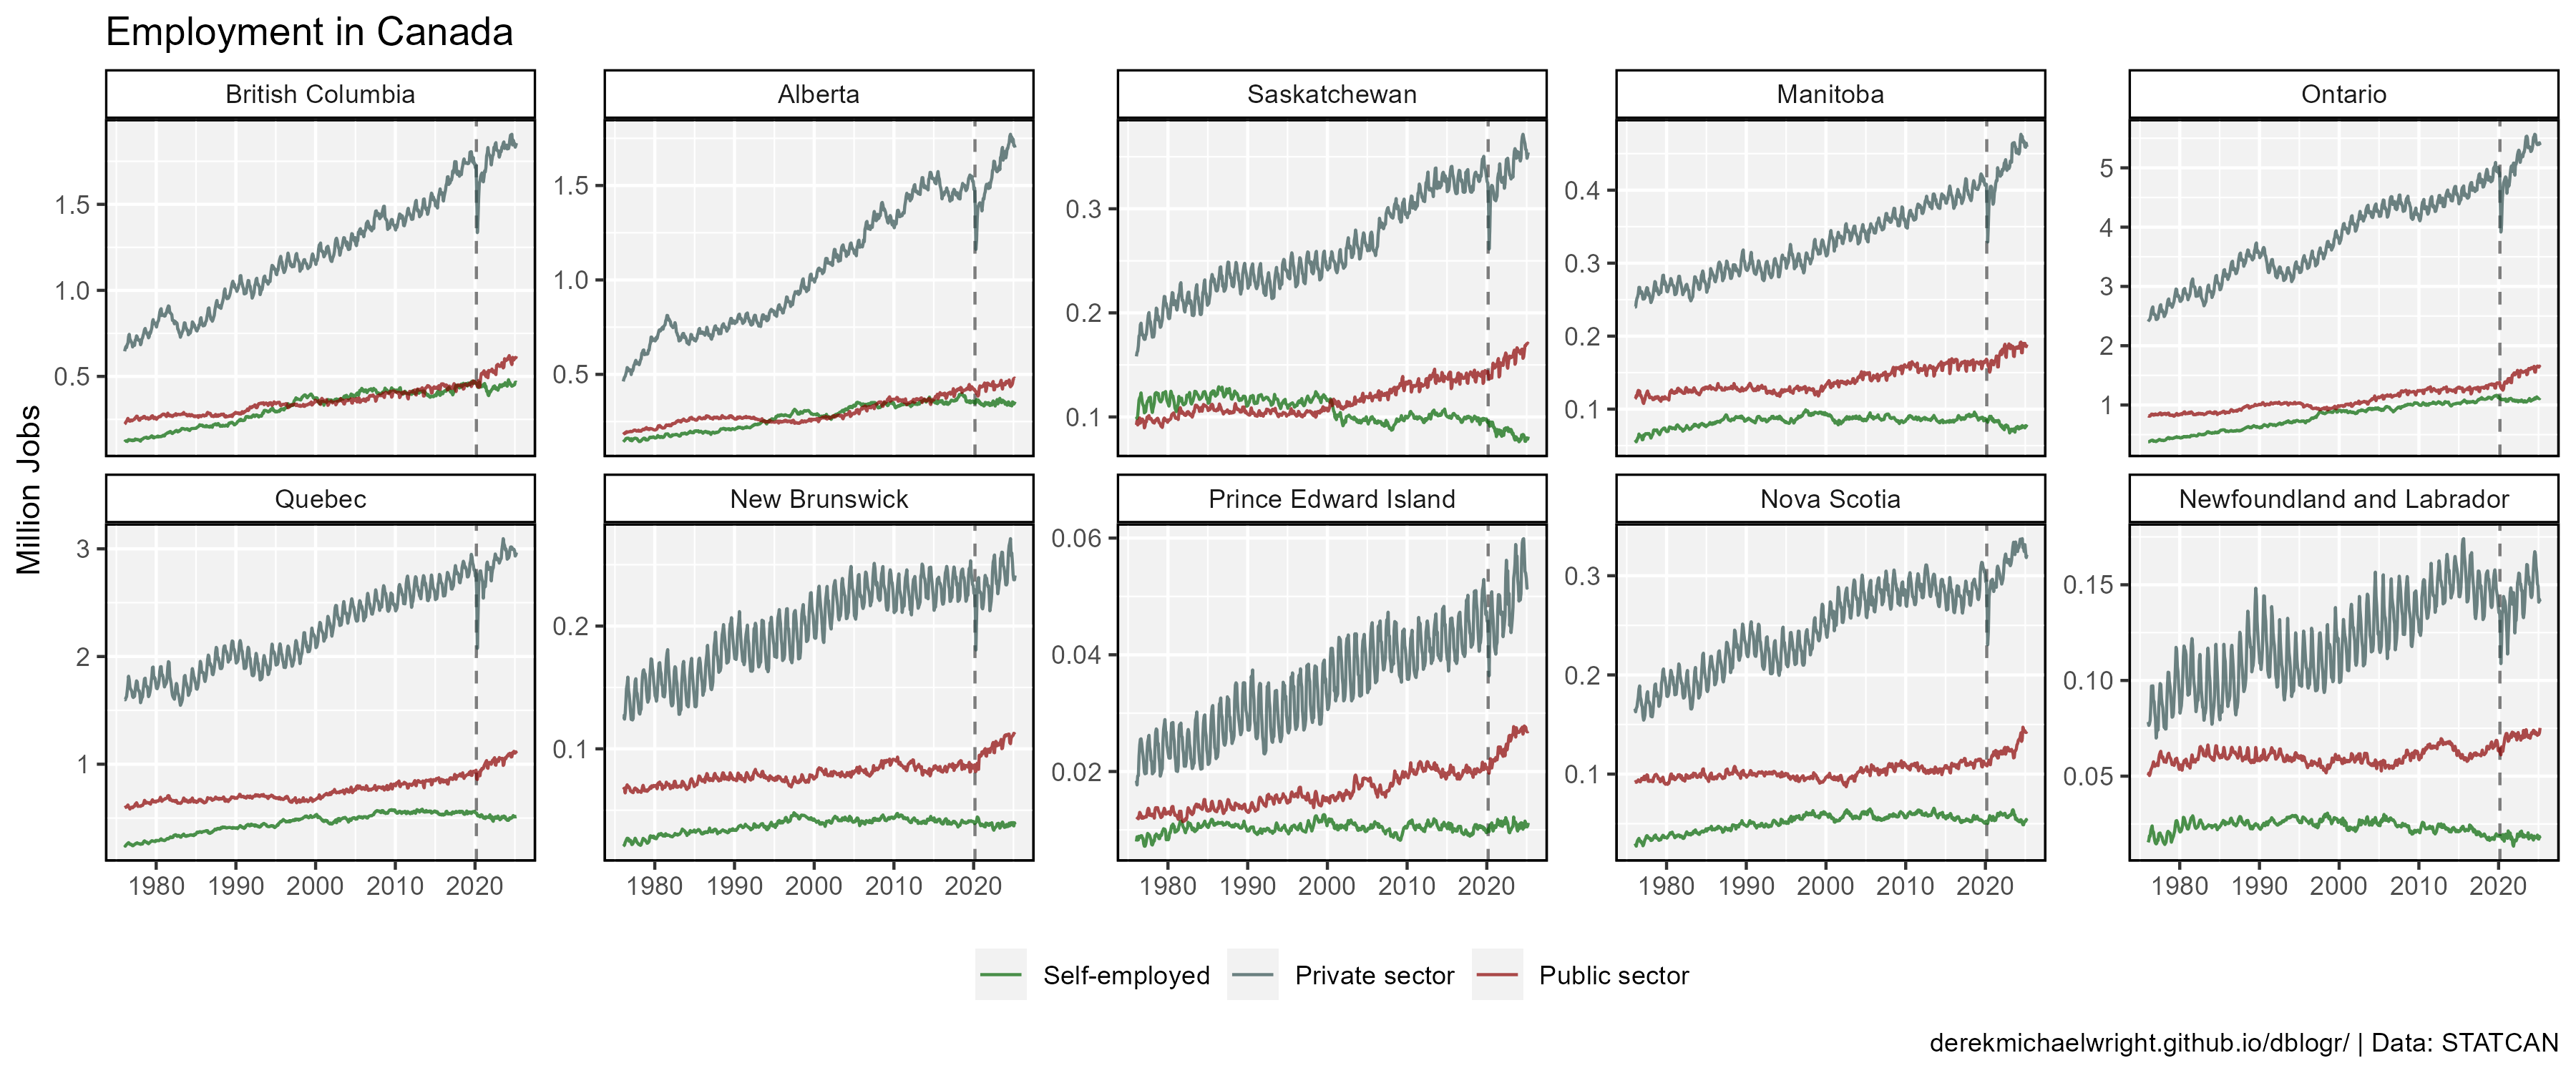 Employment in Canada
British Columbia
Alberta
Saskatchewan
Manitoba
Ontario
1.5
1.0
0.5
1.5
1.0
0.5
0.3
0.2
0.1
0.4
0.3
0.2
0.1
5
4
3
2
1
Million Jobs
Quebec
New Brunswick
Prince Edward Island
Nova Scotia
Newfoundland and Labrador
3
2
1
0.2
0.1
0.06
0.04
0.02
0.3
0.2
0.1
0.15
0.10
0.05
1980 1990 2000 2010 2020
1980 1990 2000 2010 2020
1980 1990 2000 2010 2020
1980 1990 2000 2010 2020
1980 1990 2000 2010 2020
Self-employed
Private sector
Public sector
derekmichaelwright.github.io/dblogr/ | Data: STATCAN